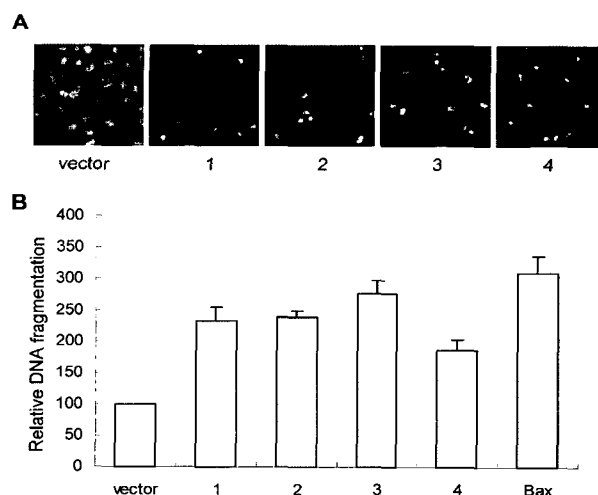 A
vector 1 2 3 4
B
Relative DNA fragmentation
400
350
300
250
200
150
100
50
0
vector 1 2 3 4 Bax